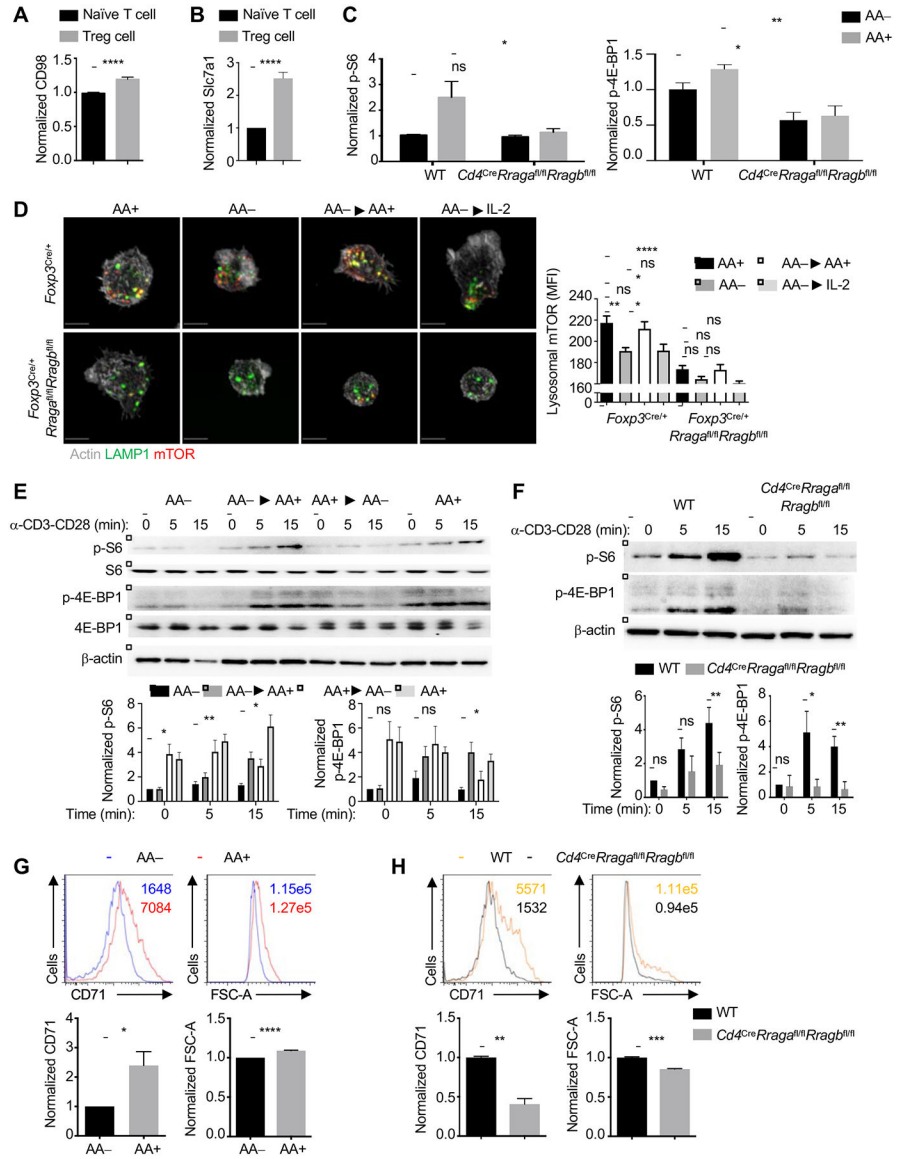 A
Naïve T cell
Treg cell
****
Normalized CD98
1.5
1.0
0.5
0.0
B
Naïve T cell
Treg cell
****
Normalized Slc7a1
3
2
1
0
C
AA–
AA+
Normalized p-S6
4
3
2
1
0
ns
*
WT
Cd4CreRragafl/flRragbfl/fl
Normalized p-4E-BP1
1.5
1.0
0.5
0.0
*
**
WT
Cd4CreRragafl/flRragbfl/fl
D
AA+
AA–
AA– ▶ AA+
AA– ▶ IL-2
Foxp3Cre/+
Foxp3Cre/+
Rragafl/flRragbfl/fl
Actin LAMP1 mTOR
AA+
AA– ▶ AA+
AA–
AA– ▶ IL-2
Lysosomal mTOR (MFI)
240
220
200
180
160
40
0
****
ns
ns *
** * *
ns
ns
ns ns
Foxp3Cre/+
Foxp3Cre/+
Rragafl/flRragbfl/fl
E
AA–
AA– ▶ AA+
AA+ ▶ AA–
AA+
α-CD3-CD28 (min): 0 5 15 0 5 15 0 5 15 0 5 15
p-S6
S6
p-4E-BP1
4E-BP1
β-actin
AA–
AA– ▶ AA+
AA+ ▶ AA–
AA+
Normalized p-S6
8
6
4
2
0
* ** *
Time (min): 0 5 15
Normalized
p-4E-BP1
8
6
4
2
0
ns ns *
Time (min): 0 5 15
F
WT
Cd4CreRragafl/fl
Rragbfl/fl
α-CD3-CD28 (min): 0 5 15 0 5 15
p-S6
p-4E-BP1
β-actin
WT
Cd4CreRragafl/flRragbfl/fl
Normalized p-S6
6
4
2
0
ns ns **
Time (min): 0 5 15
Normalized p-4E-BP1
8
6
4
2
0
ns * **
0 5 15
G
AA–
AA+
1648
7084
Cells
CD71
1.15e5
1.27e5
FSC-A
Normalized CD71
4
3
2
1
0
*
AA– AA+
Normalized FSC-A
1.5
1.0
0.5
0.0
****
AA– AA+
H
WT
Cd4CreRragafl/flRragbfl/fl
5571
1532
Cells
CD71
1.11e5
0.94e5
Cells
FSC-A
WT
Cd4CreRragafl/flRragbfl/fl
Normalized CD71
1.5
1.0
0.5
0.0
**
Normalized FSC-A
1.5
1.0
0.5
0.0
***